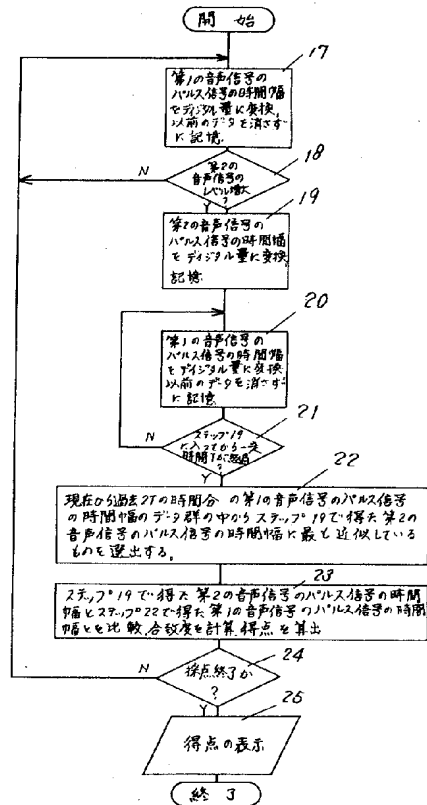 開始
17
第1の音声信号の
パルス信号の時間幅
をディジタル量に変換,
以前のデータを消さず
に記憶.
18
第2の
音声信号の
レベル増大
?
N
Y
19
第2の音声信号の
パルス信号の時間幅
をディジタル量に変換
記憶
20
第1の音声信号の
パルス信号の時間幅
をディジタル量に変換
以前のデータを消さず
に記憶
21
ステップ19
に入ってから一定
時間Tが経過
?
N
Y
22
現在から過去2Tの時間分の第1の音声信号のパルス信号
の時間幅のデータ群の中からステップ19で得た第2の
音声信号のパルス信号の時間幅に最も近似している
ものを選出する。
23
ステップ19で得た第2の音声信号のパルス信号の時間
幅とステップ22で得た第1の音声信号のパルス信号の時間
幅とを比較,合致度を計算,得点を算出
24
採点終了か
?
N
Y
25
得点の表示
終了